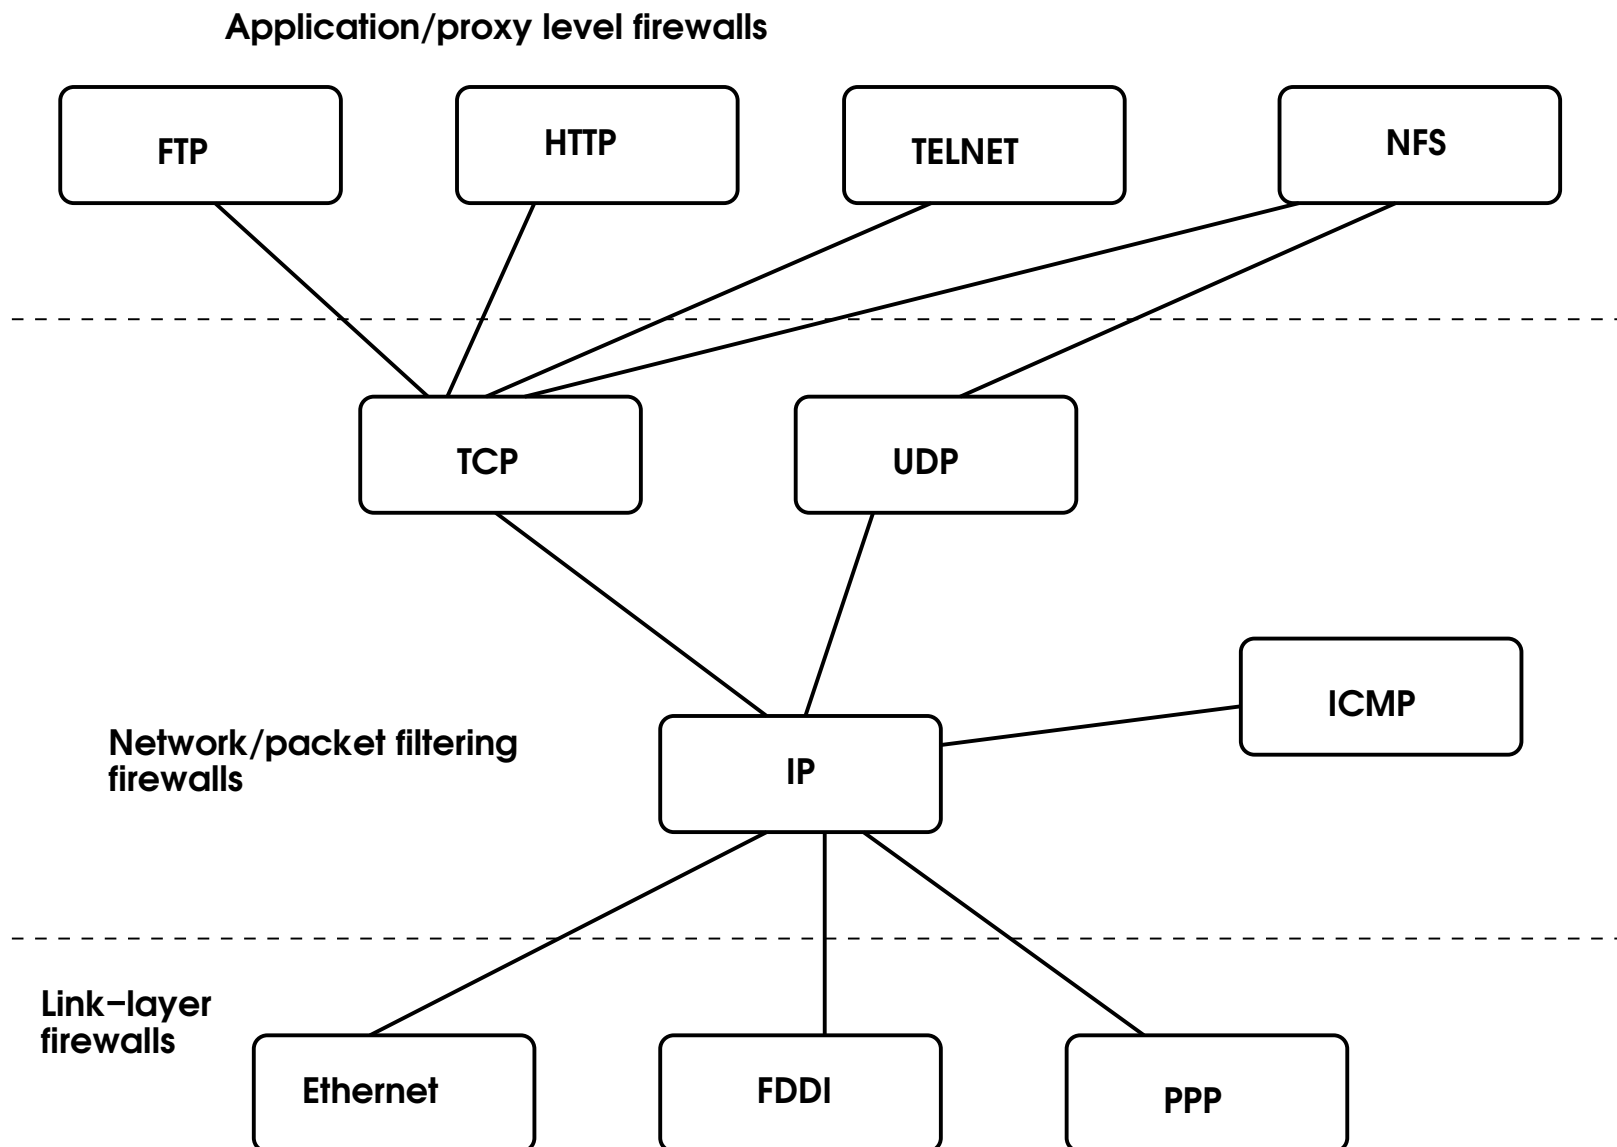 Application/proxy level firewalls
FTP
HTTP
TELNET
NFS
TCP
UDP
ICMP
Network/packet filtering
firewalls
IP
Link−layer
firewalls
Ethernet
FDDI
PPP